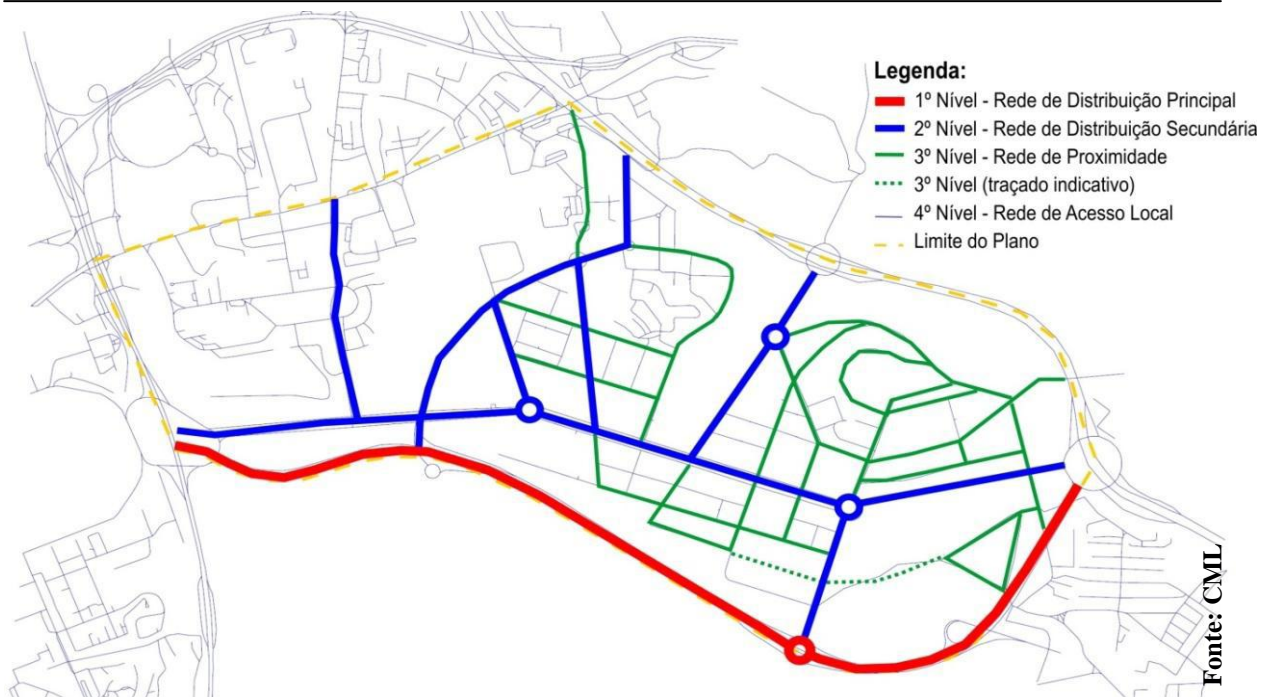 Legenda:
1º Nível - Rede de Distribuição Principal
2º Nível - Rede de Distribuição Secundária
3º Nível - Rede de Proximidade
3º Nível (traçado indicativo)
4º Nível - Rede de Acesso Local
Limite do Plano
Fonte: CML